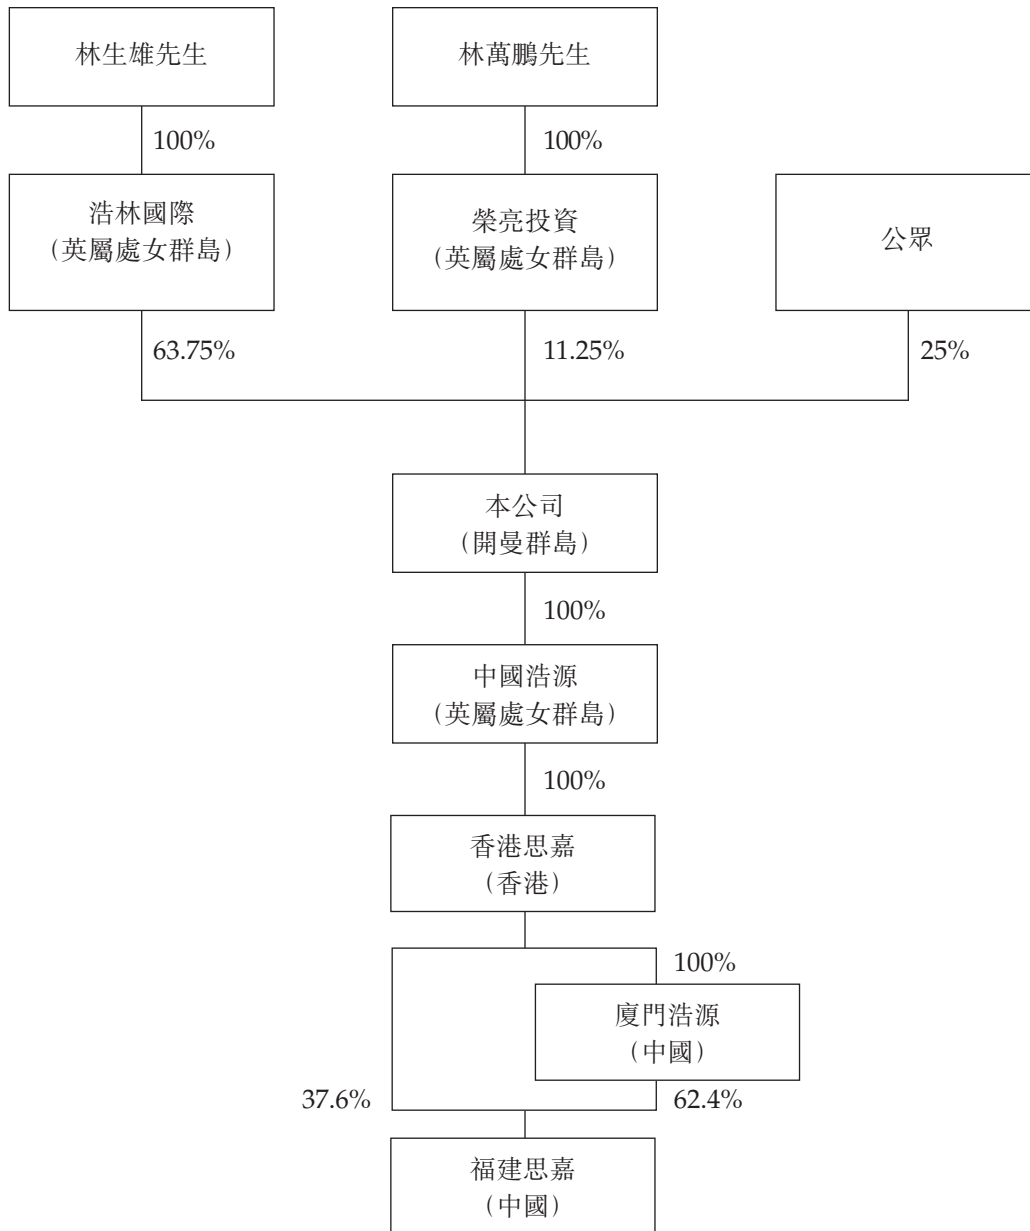 林生雄先生
林萬鵬先生
100%
100%
浩林國際
（英屬處女群島）
榮亮投資
（英屬處女群島）
公眾
63.75%
11.25%
25%
本公司
（開曼群島）
100%
中國浩源
（英屬處女群島）
100%
香港思嘉
（香港）
100%
廈門浩源
（中國）
37.6%
62.4%
福建思嘉
（中國）